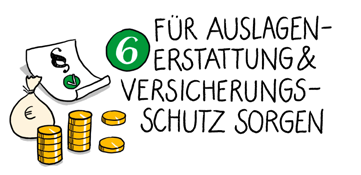 6 FÜR AUSLAGEN-
ERSTATTUNG &
VERSICHERUNGS-
SCHUTZ SORGEN
§
€